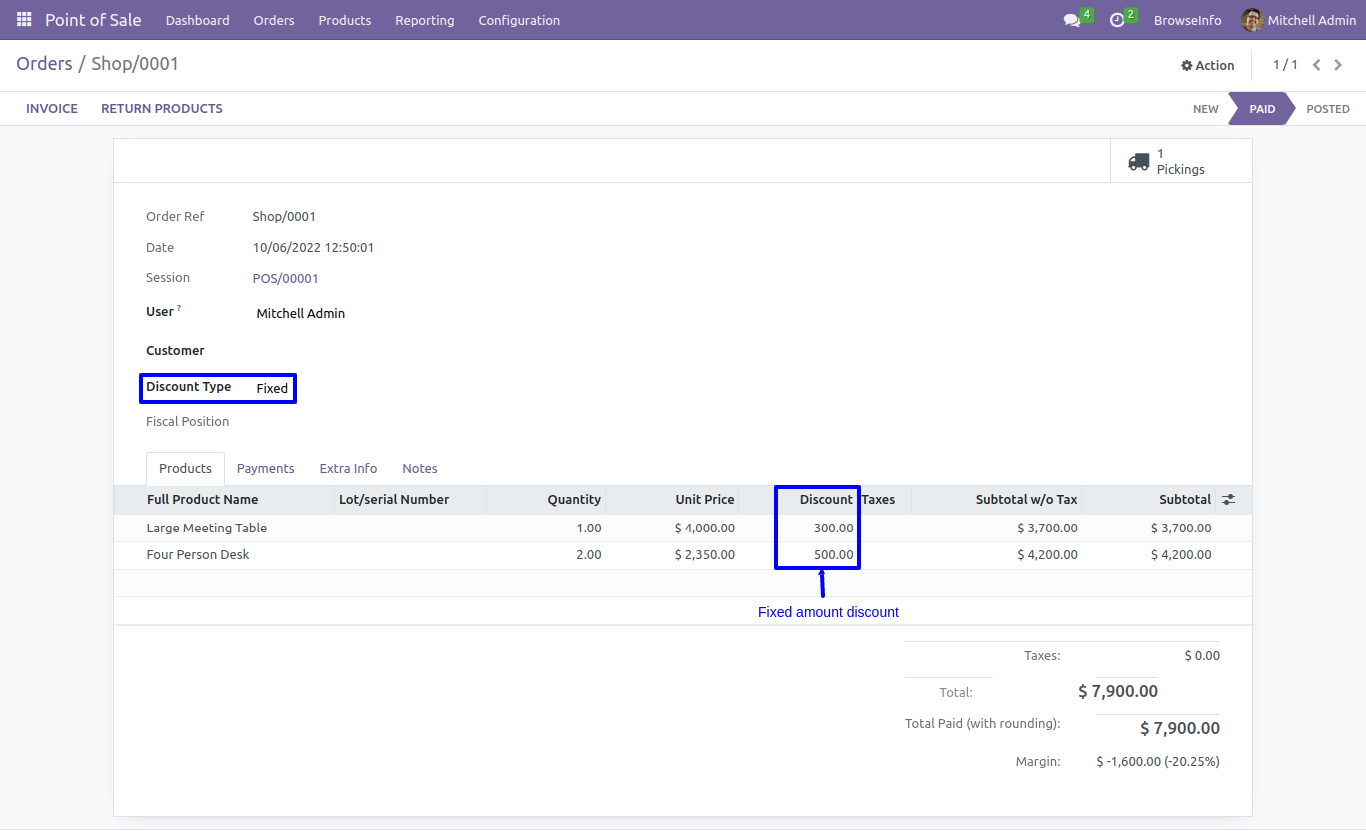 Point of Sale Dashboard Orders Products Reporting Configuration 4 2 BrowseInfo Mitchell Admin
Orders / Shop/0001
Action 1 / 1
INVOICE RETURN PRODUCTS NEW PAID POSTED
1
Pickings
Order Ref Shop/0001
Date 10/06/2022 12:50:01
Session POS/00001
User ? Mitchell Admin
Customer
Discount Type Fixed
Fiscal Position
Products Payments Extra Info Notes
Full Product Name Lot/serial Number Quantity Unit Price Discount Taxes Subtotal w/o Tax Subtotal
Large Meeting Table 1.00 $ 4,000.00 300.00 $ 3,700.00 $ 3,700.00
Four Person Desk 2.00 $ 2,350.00 500.00 $ 4,200.00 $ 4,200.00
Fixed amount discount
Taxes: $ 0.00
Total: $ 7,900.00
Total Paid (with rounding): $ 7,900.00
Margin: $ -1,600.00 (-20.25%)